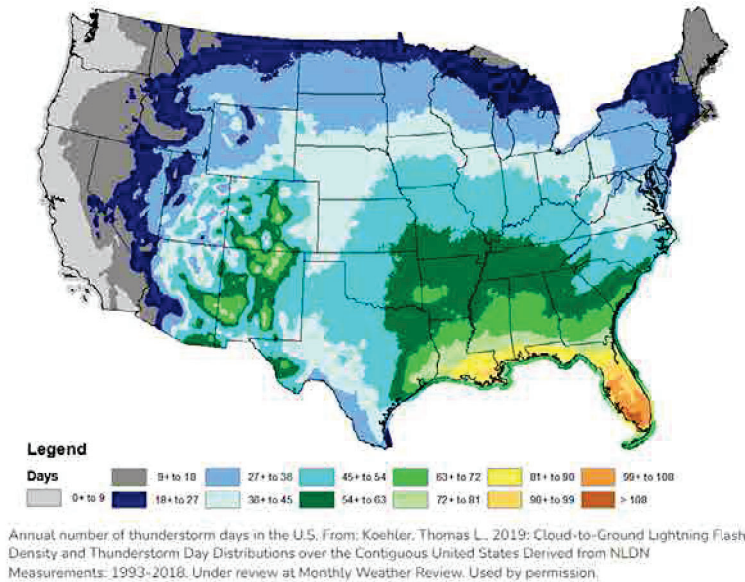 Legend
Days
9+ to 18 27+ to 36 45+ to 54 63+ to 72 81+ to 90 99+ to 108
0+ to 9 18+ to 27 36+ to 45 54+ to 63 72+ to 81 90+ to 99 > 108
Annual number of thunderstorm days in the U.S. From: Koehler, Thomas L., 2019: Cloud-to-Ground Lightning Flash
Density and Thunderstorm Day Distributions over the Contiguous United States Derived from NLDN
Measurements: 1993-2018. Under review at Monthly Weather Review. Used by permission.